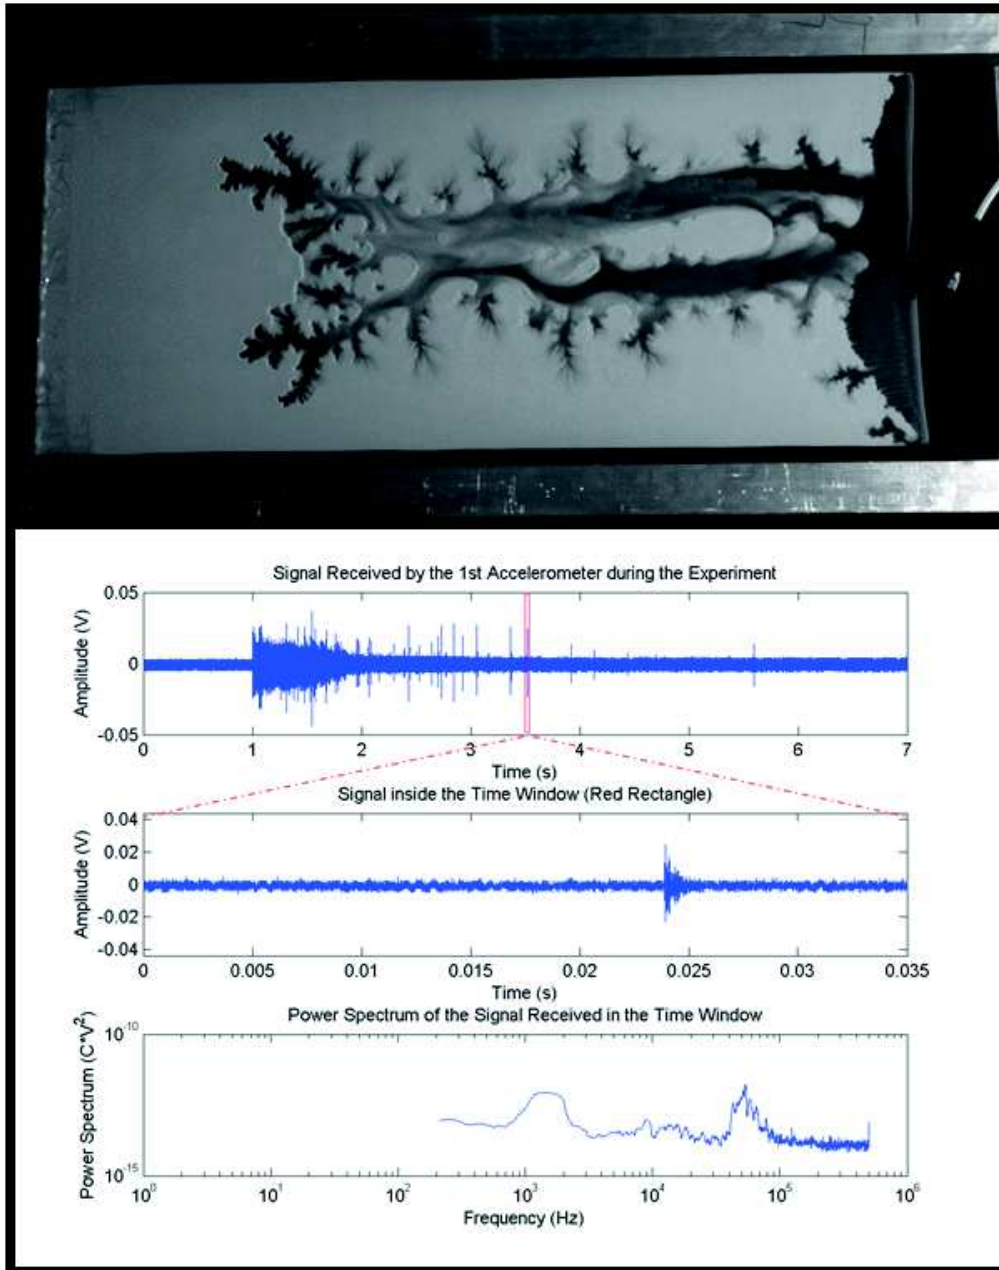 Signal Received by the 1st Accelerometer during the Experiment
0.05
0
-0.05
Amplitude (V)
0 1 2 3 4 5 6 7
Time (s)
Signal inside the Time Window (Red Rectangle)
0.04
0.02
0
-0.02
-0.04
Amplitude (V)
0 0.005 0.01 0.015 0.02 0.025 0.03 0.035
Time (s)
Power Spectrum of the Signal Received in the Time Window
10^-10
10^-15
Power Spectrum (C*V^2)
10^0 10^1 10^2 10^3 10^4 10^5 10^6
Frequency (Hz)